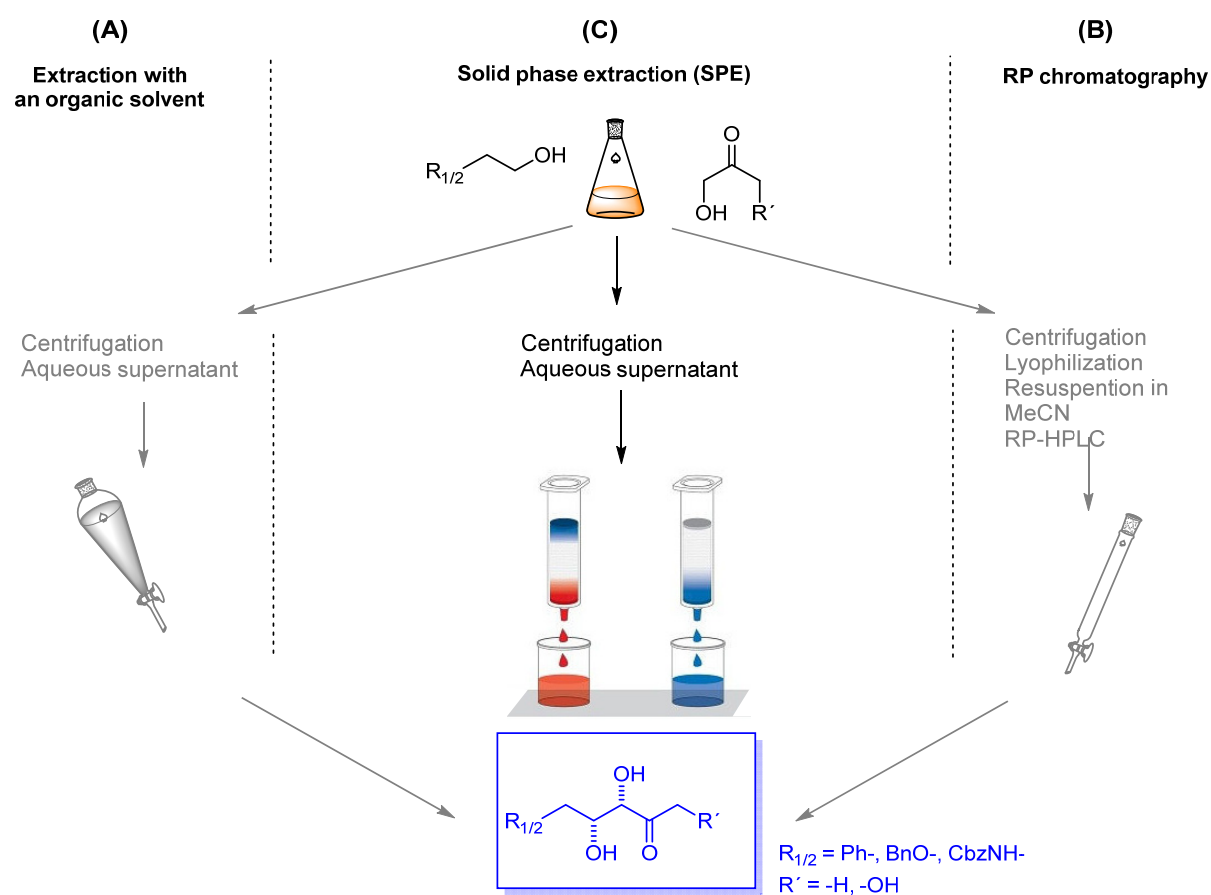 (A)
Extraction with
an organic solvent
(C)
Solid phase extraction (SPE)
(B)
RP chromatography
R1/2
OH
O
OH
R´
Centrifugation
Aqueous supernatant
Centrifugation
Aqueous supernatant
Centrifugation
Lyophilization
Resuspention in
MeCN
RP-HPLC
OH
R1/2
R´
OH
O
R1/2 = Ph-, BnO-, CbzNH-
R´ = -H, -OH